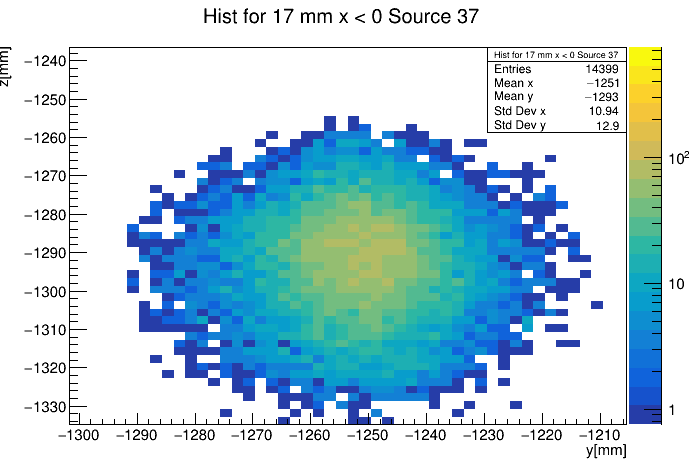 Hist for 17 mm x < 0 Source 37
z[mm]
Hist for 17 mm x < 0 Source 37
Entries 14399
Mean x −1251
Mean y −1293
Std Dev x 10.94
Std Dev y 12.9
−1240
−1250
−1260
−1270
−1280
−1290
−1300
−1310
−1320
−1330
10²
10
1
−1300 −1290 −1280 −1270 −1260 −1250 −1240 −1230 −1220 −1210
y[mm]